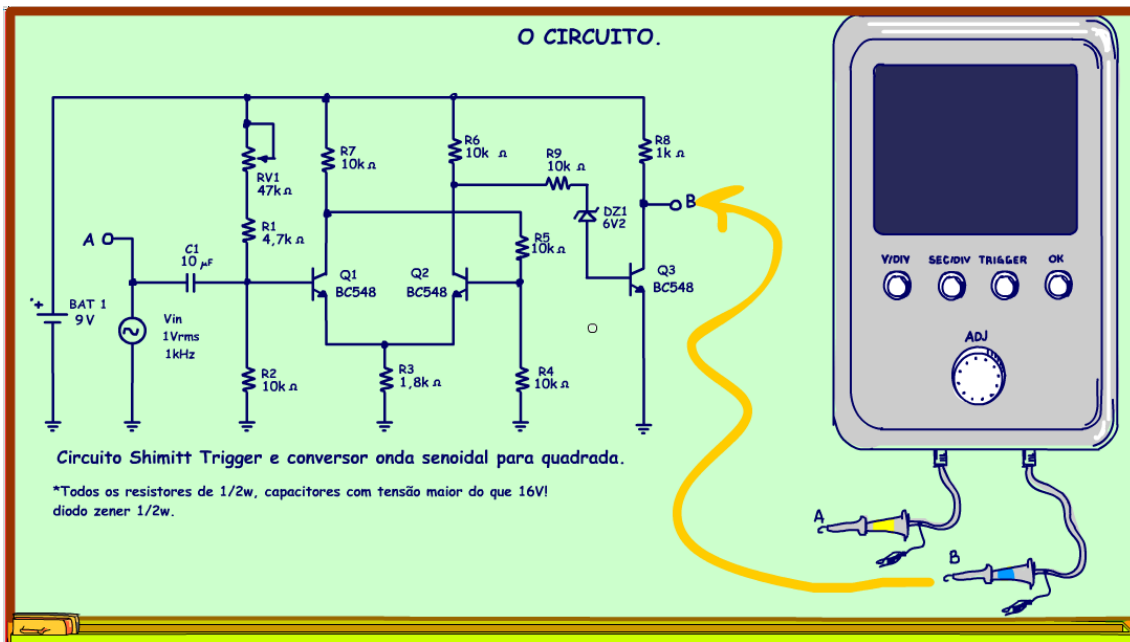 O CIRCUITO.
R7
10k Ω
R6
10k Ω
R9
10k Ω
R8
1k Ω
RV1
47k Ω
DZ1
6V2
B
R1
4,7k Ω
A
C1
10 µF
R5
10k Ω
Q1
BC548
Q2
BC548
Q3
BC548
+
BAT 1
9V
Vin
1Vrms
1kHz
R2
10k Ω
R3
1,8k Ω
R4
10k Ω
V/DIV SEC/DIV TRIGGER OK
ADJ
Circuito Shimitt Trigger e conversor onda senoidal para quadrada.
*Todos os resistores de 1/2w, capacitores com tensão maior do que 16V!
diodo zener 1/2w.
A
B